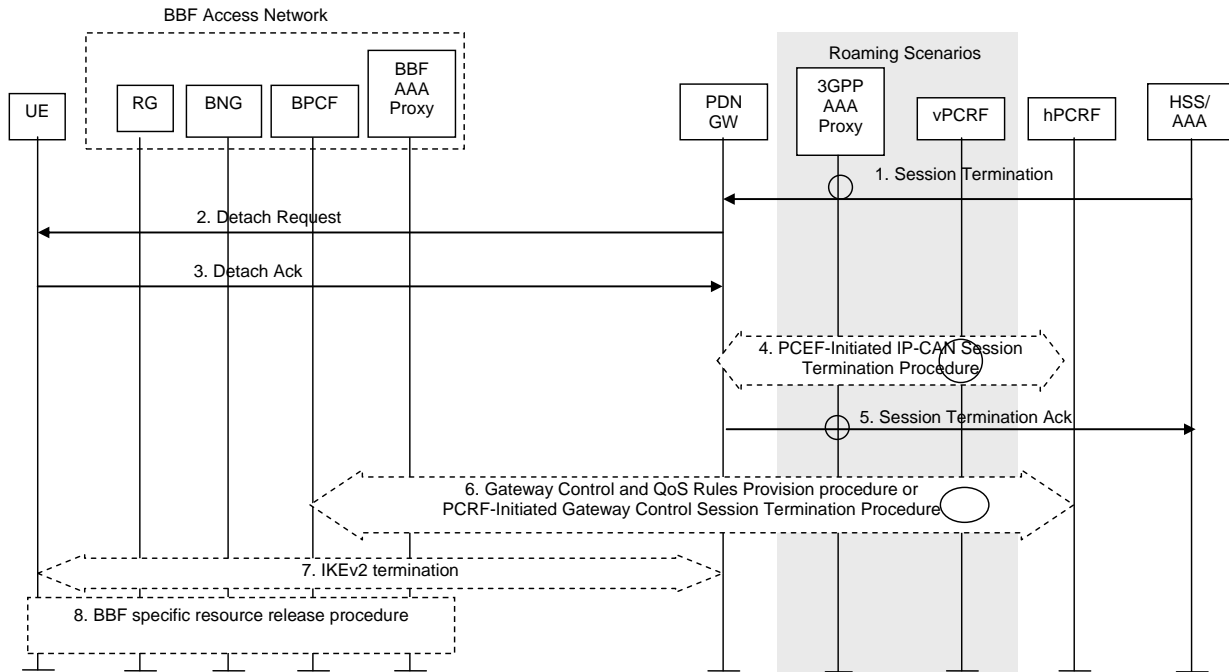 BBF Access Network
Roaming Scenarios
UE
RG
BNG
BPCF
BBF
AAA
Proxy
PDN
GW
3GPP
AAA
Proxy
vPCRF
hPCRF
HSS/
AAA
1. Session Termination
2. Detach Request
3. Detach Ack
4. PCEF-Initiated IP-CAN Session
Termination Procedure
5. Session Termination Ack
6. Gateway Control and QoS Rules Provision procedure or
PCRF-Initiated Gateway Control Session Termination Procedure
7. IKEv2 termination
8. BBF specific resource release procedure